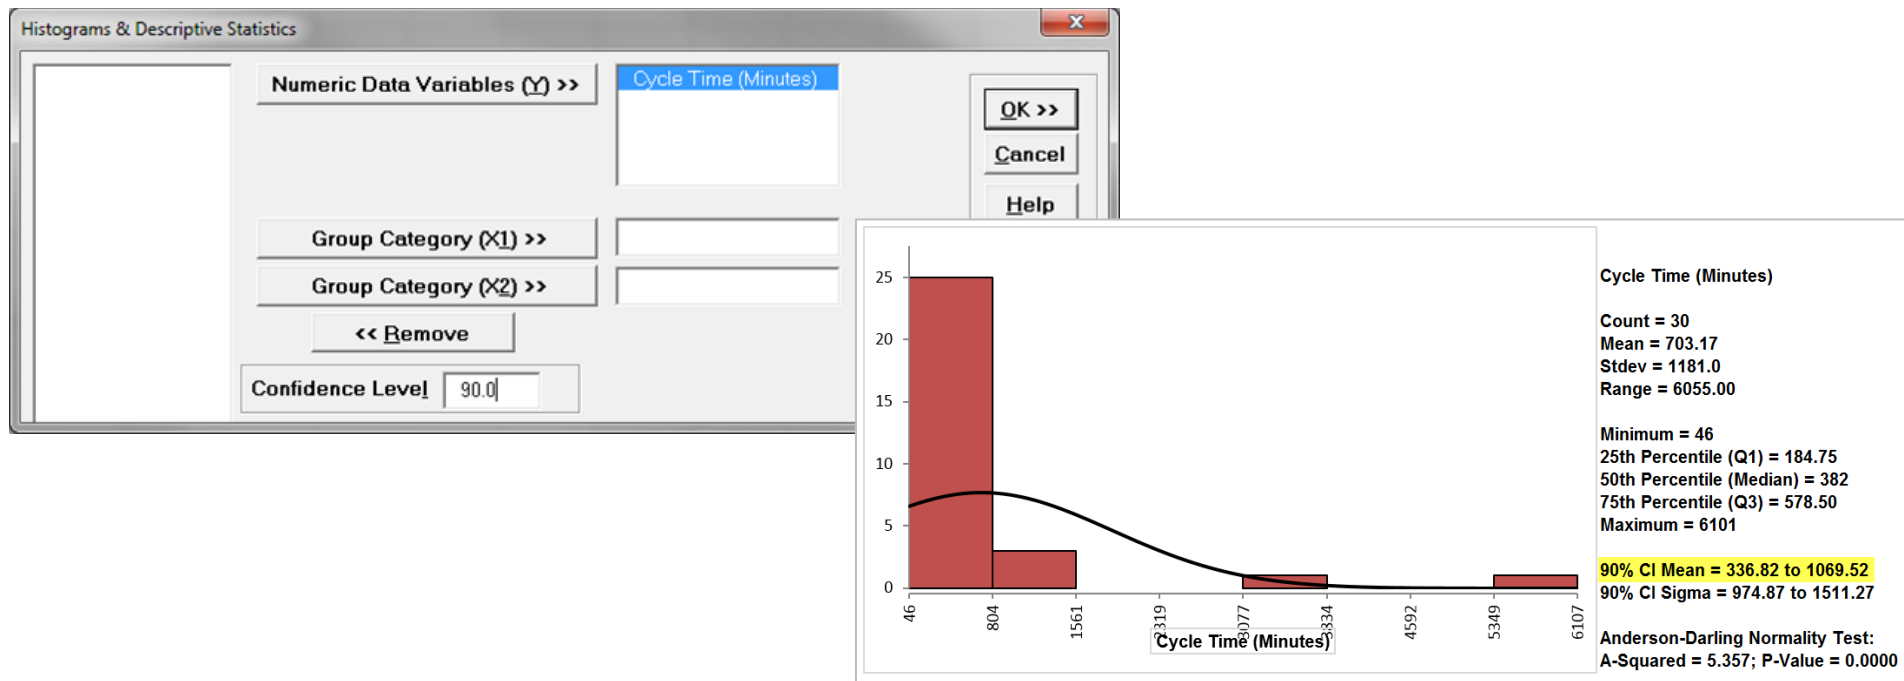 Histograms & Descriptive Statistics
x
Numeric Data Variables (Y) >>
Cycle Time (Minutes)
OK >>
Cancel
Help
Group Category (X1) >>
Group Category (X2) >>
<< Remove
Confidence Level
90.0
25
20
15
10
5
0
46
804
1561
2319
3077
3834
4592
5349
6107
Cycle Time (Minutes)
Cycle Time (Minutes)
Count = 30
Mean = 703.17
Stdev = 1181.0
Range = 6055.00
Minimum = 46
25th Percentile (Q1) = 184.75
50th Percentile (Median) = 382
75th Percentile (Q3) = 578.50
Maximum = 6101
90% CI Mean = 336.82 to 1069.52
90% CI Sigma = 974.87 to 1511.27
Anderson-Darling Normality Test:
A-Squared = 5.357; P-Value = 0.0000